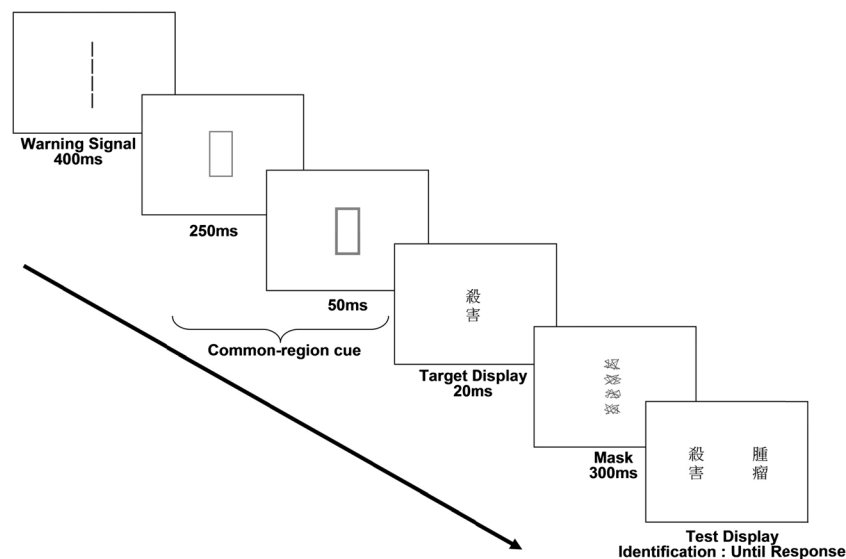 Warning Signal
400ms
250ms
50ms
Common-region cue
殺
害
Target Display
20ms
Mask
300ms
殺 腫
害 瘤
Test Display
Identification : Until Response